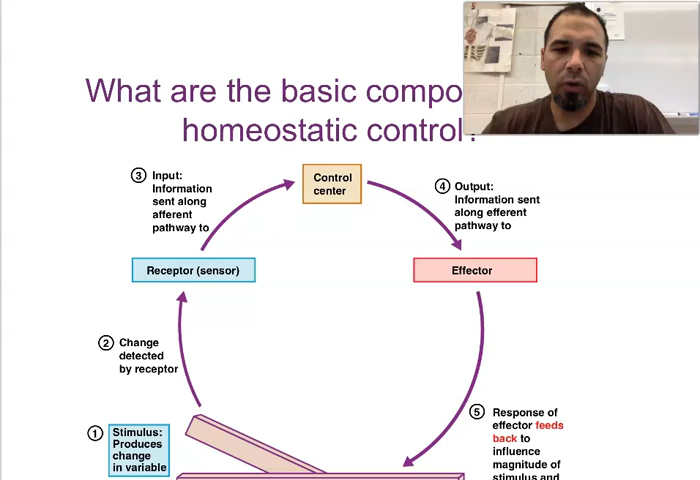 What are the basic compo
homeostatic control?
3 Input:
Information
sent along
afferent
pathway to
Control
center
4 Output:
Information sent
along efferent
pathway to
Receptor (sensor)
Effector
2 Change
detected
by receptor
1 Stimulus:
Produces
change
in variable
5 Response of
effector feeds
back to
influence
magnitude of
stimulus and